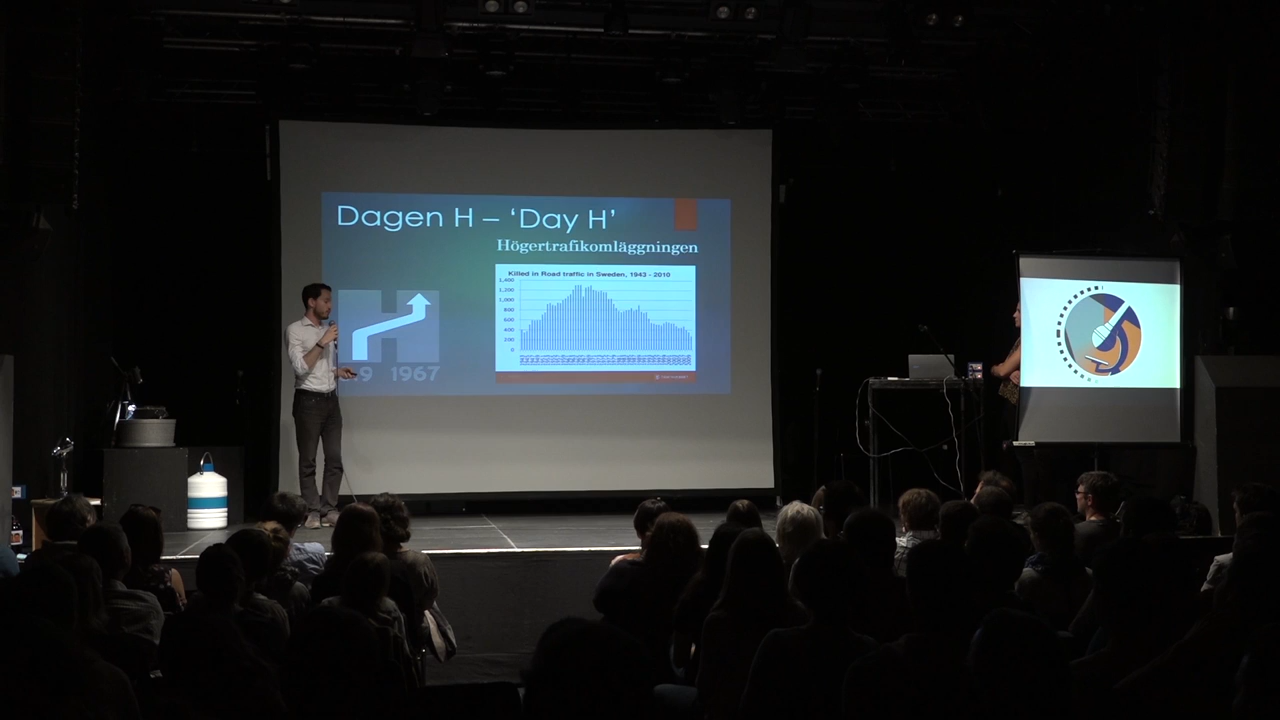 Dagen H – ‘Day H’
Högertrafikomläggningen
Killed in Road traffic in Sweden, 1943 - 2010
1,400
1,200
1,000
800
600
400
200
0
H
.9 1967